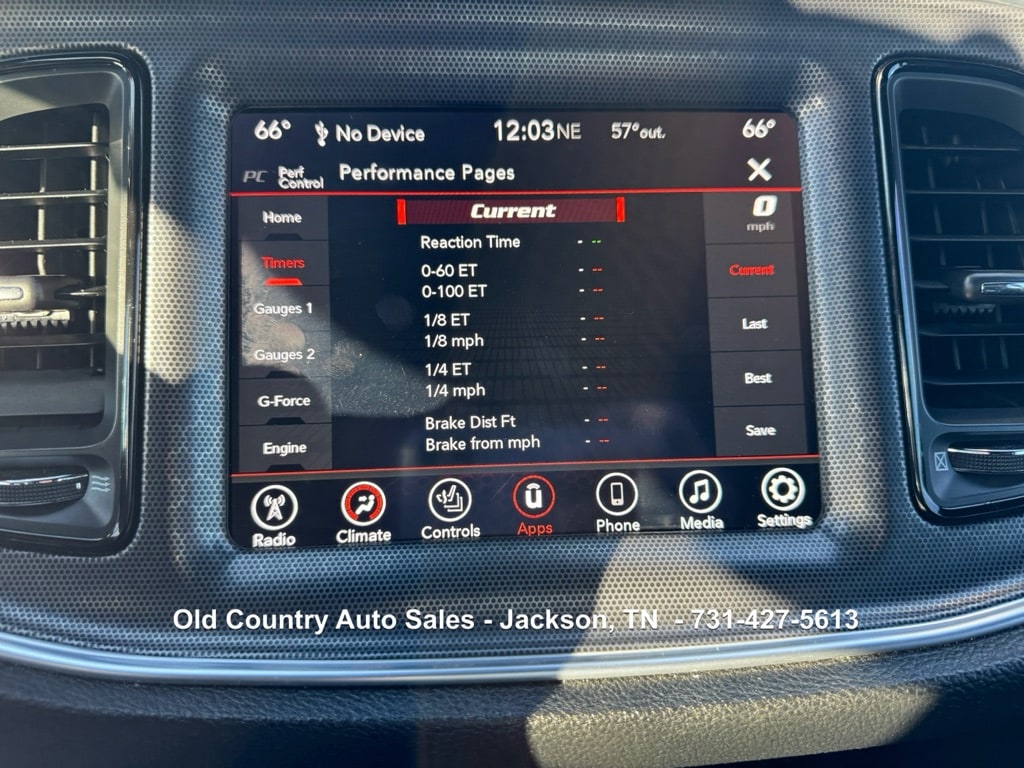 66° No Device 12:03 NE 57° out. 66°
PC Perf Control Performance Pages X
Home
Timers
Gauges 1
Gauges 2
G-Force
Engine
Current
Reaction Time - --
0-60 ET - --
0-100 ET - --
1/8 ET - --
1/8 mph - --
1/4 ET - --
1/4 mph - --
Brake Dist Ft - --
Brake from mph - --
0
mph
Current
Last
Best
Save
Radio Climate Controls Apps Phone Media Settings
Old Country Auto Sales - Jackson, TN - 731-427-5613